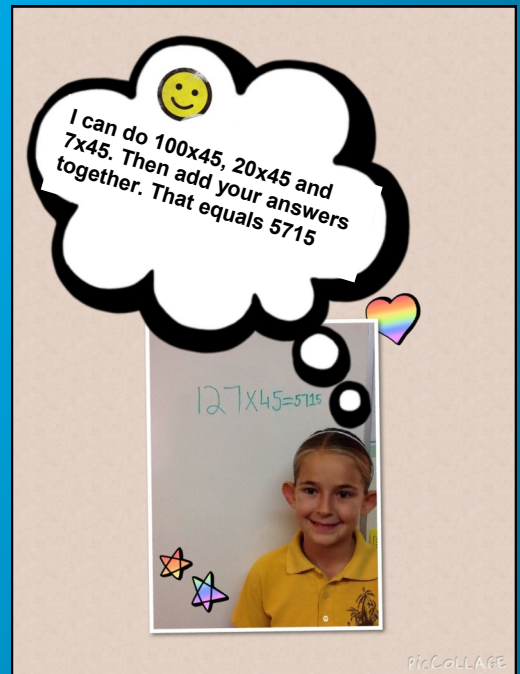 I can do 100x45, 20x45 and
7x45. Then add your answers
together. That equals 5715
127x45=5715
PicCOLLAGE